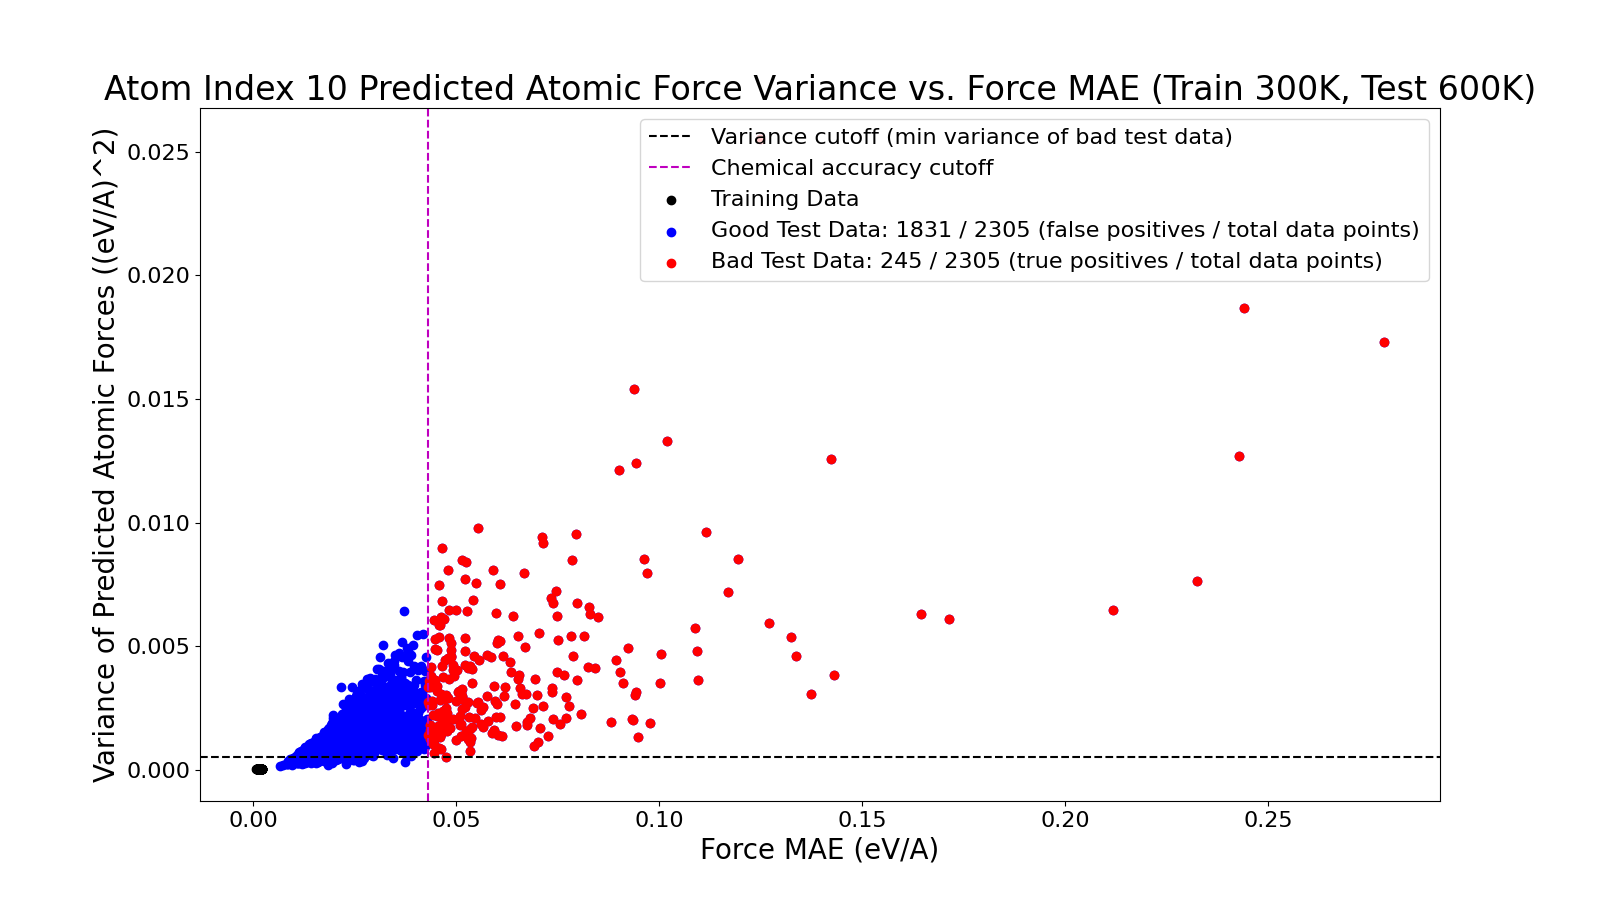 Atom Index 10 Predicted Atomic Force Variance vs. Force MAE (Train 300K, Test 600K)
Variance of Predicted Atomic Forces ((eV/A)^2)
0.025
0.020
0.015
0.010
0.005
0.000
Variance cutoff (min variance of bad test data)
Chemical accuracy cutoff
Training Data
Good Test Data: 1831 / 2305 (false positives / total data points)
Bad Test Data: 245 / 2305 (true positives / total data points)
0.00 0.05 0.10 0.15 0.20 0.25
Force MAE (eV/A)